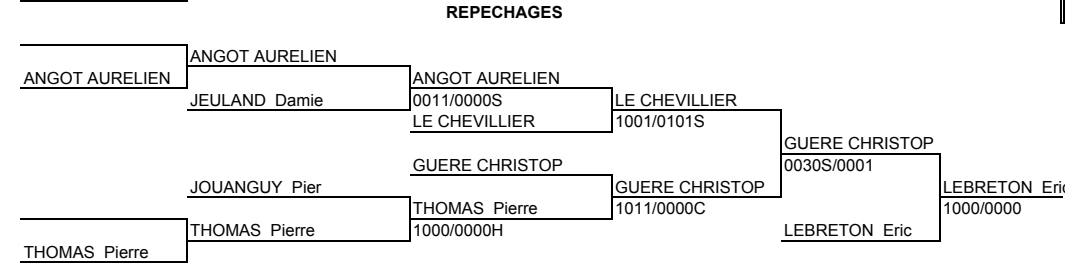 REPECHAGES
ANGOT AURELIEN
ANGOT AURELIEN
ANGOT AURELIEN
JEULAND Damie
0011/0000S
LE CHEVILLIER
LE CHEVILLIER
1001/0101S
GUERE CHRISTOP
GUERE CHRISTOP
0030S/0001
JOUANGUY Pier
GUERE CHRISTOP
LEBRETON Eric
THOMAS Pierre
1011/0000C
1000/0000
THOMAS Pierre
1000/0000H
LEBRETON Eric
THOMAS Pierre